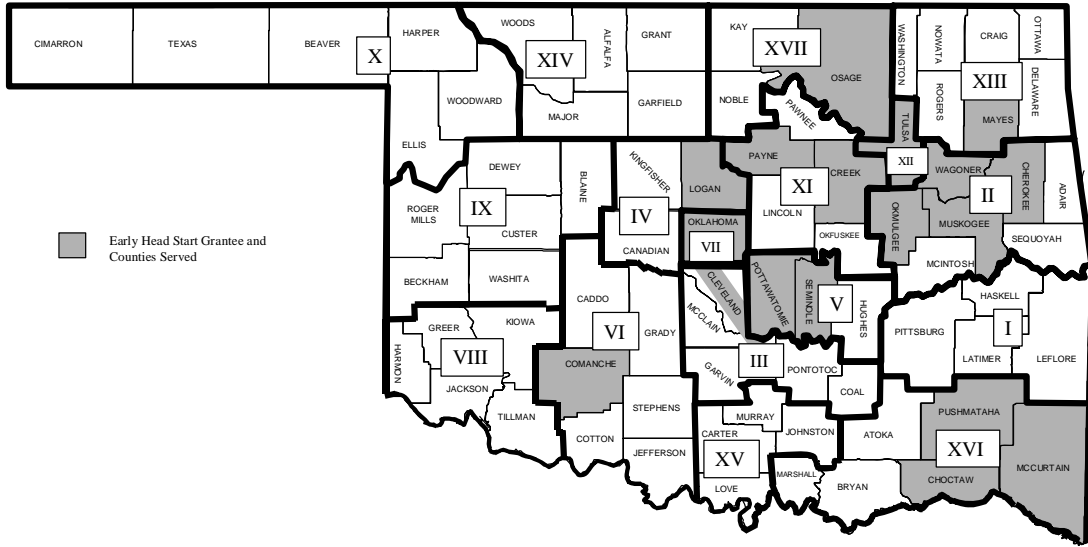 CIMARRON
TEXAS
BEAVER
X
HARPER
WOODS
XIV
ALFALFA
GRANT
KAY
XVII
OSAGE
WASHINGTON
NOWATA
CRAIG
OTTAWA
XIII
WOODWARD
MAJOR
GARFIELD
NOBLE
PAWNEE
TULSA
ROGERS
MAYES
DELAWARE
ELLIS
DEWEY
BLAINE
KINGFISHER
LOGAN
PAYNE
XI
CREEK
XII
WAGONER
CHEROKEE
ADAIR
II
ROGER
MILLS
IX
CUSTER
IV
CANADIAN
OKLAHOMA
VII
LINCOLN
OKFUSKEE
OKMULGEE
MUSKOGEE
SEQUOYAH
MCINTOSH
Early Head Start Grantee and
Counties Served
BECKHAM
WASHITA
CADDO
VI
GRADY
CLEVELAND
MCCLAIN
POTTAWATOMIE
SEMINOLE
V
HUGHES
PITTSBURG
HASKELL
I
LATIMER
LEFLORE
HARMON
GREER
KIOWA
VIII
JACKSON
TILLMAN
COMANCHE
III
GARVIN
PONTOTOC
COAL
STEPHENS
COTTON
JEFFERSON
MURRAY
CARTER
XV
LOVE
JOHNSTON
MARSHALL
ATOKA
BRYAN
PUSHMATAHA
XVI
CHOCTAW
MCCURTAIN